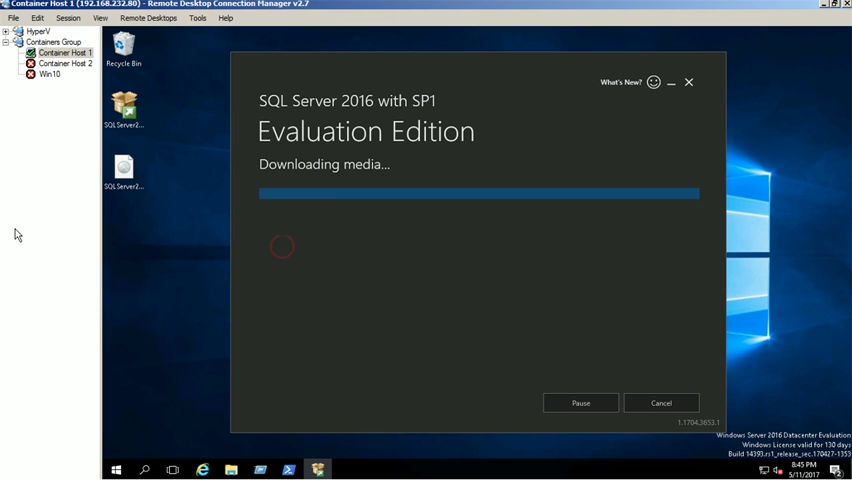 Container Host 1 (192.168.232.80) - Remote Desktop Connection Manager v2.7
File Edit Session View Remote Desktops Tools Help
HyperV
Containers Group
Container Host 1
Container Host 2
Win10
Recycle Bin
SQLServer2...
SQLServer2...
What's New?
SQL Server 2016 with SP1
Evaluation Edition
Downloading media...
Pause
Cancel
1.1704.3653.1
Windows Server 2016 Datacenter Evaluation
Windows License valid for 130 days
Build 14393.rs1_release_sec.170427-1353
8:45 PM
5/11/2017
2